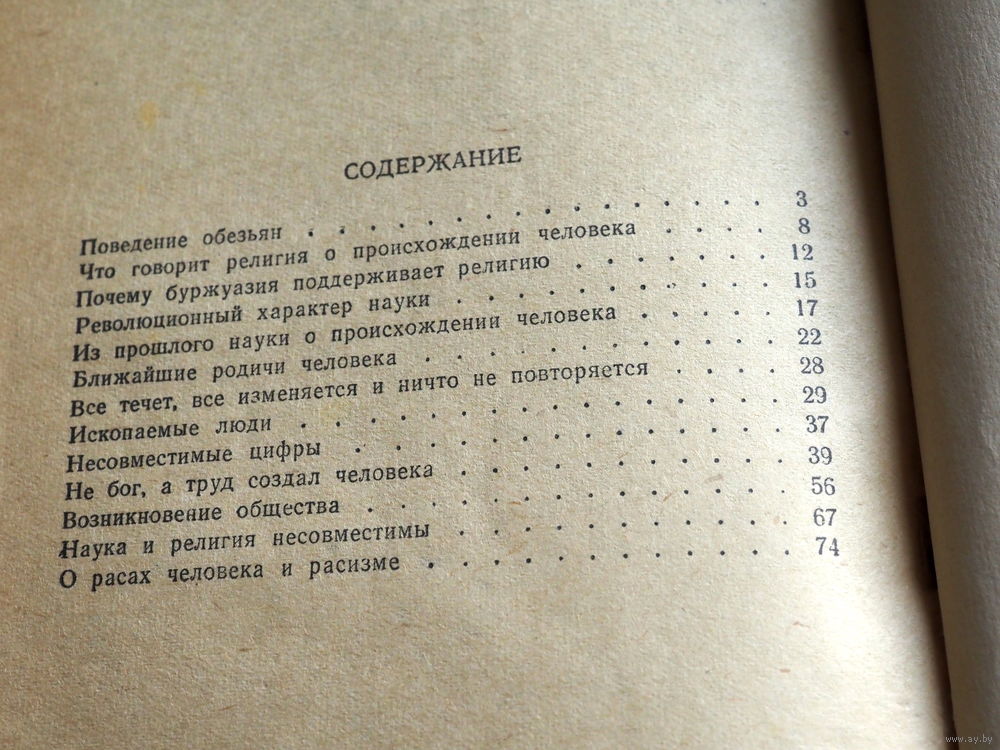 СОДЕРЖАНИЕ
Поведение обезьян . . . . . . . . . . . . . . . 3
Что говорит религия о происхождении человека . . . . 8
Почему буржуазия поддерживает религию . . . . . . . 12
Революционный характер науки . . . . . . . . . . . 15
Из прошлого науки о происхождении человека . . . . . 17
Ближайшие родичи человека . . . . . . . . . . . . 22
Все течет, все изменяется и ничто не повторяется . . . . 28
Ископаемые люди . . . . . . . . . . . . . . . . 29
Несовместимые цифры . . . . . . . . . . . . . . 37
Не бог, а труд создал человека . . . . . . . . . . . 39
Возникновение общества . . . . . . . . . . . . . . 56
Наука и религия несовместимы . . . . . . . . . . . 67
О расах человека и расизме . . . . . . . . . . . . 74
www.ay.by